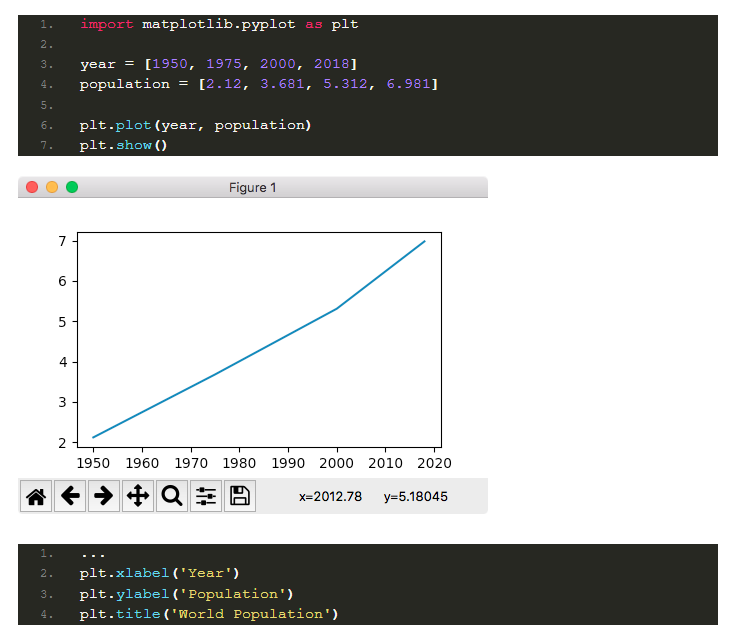 1. import matplotlib.pyplot as plt
2.
3. year = [1950, 1975, 2000, 2018]
4. population = [2.12, 3.681, 5.312, 6.981]
5.
6. plt.plot(year, population)
7. plt.show()
Figure 1
7
6
5
4
3
2
1950 1960 1970 1980 1990 2000 2010 2020
x=2012.78 y=5.18045
1. ...
2. plt.xlabel('Year')
3. plt.ylabel('Population')
4. plt.title('World Population')